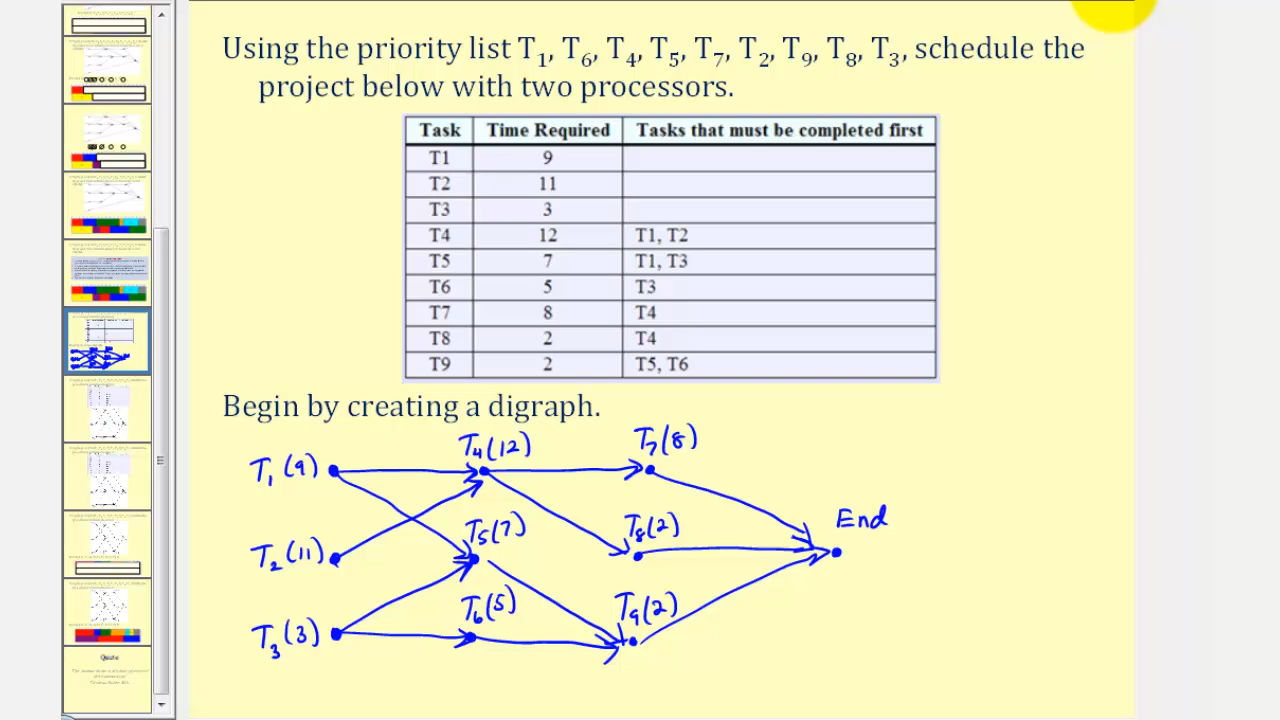 Using the priority list T1, T6, T4, T5, T7, T2, T9, T8, T3, schedule the
project below with two processors.
Task Time Required Tasks that must be completed first
T1 9
T2 11
T3 3
T4 12 T1, T2
T5 7 T1, T3
T6 5 T3
T7 8 T4
T8 2 T4
T9 2 T5, T6
Begin by creating a digraph.
T1(9) T4(12) T7(8)
T2(11) T5(7) T8(2) End
T3(3) T6(5) T9(2)
Quote